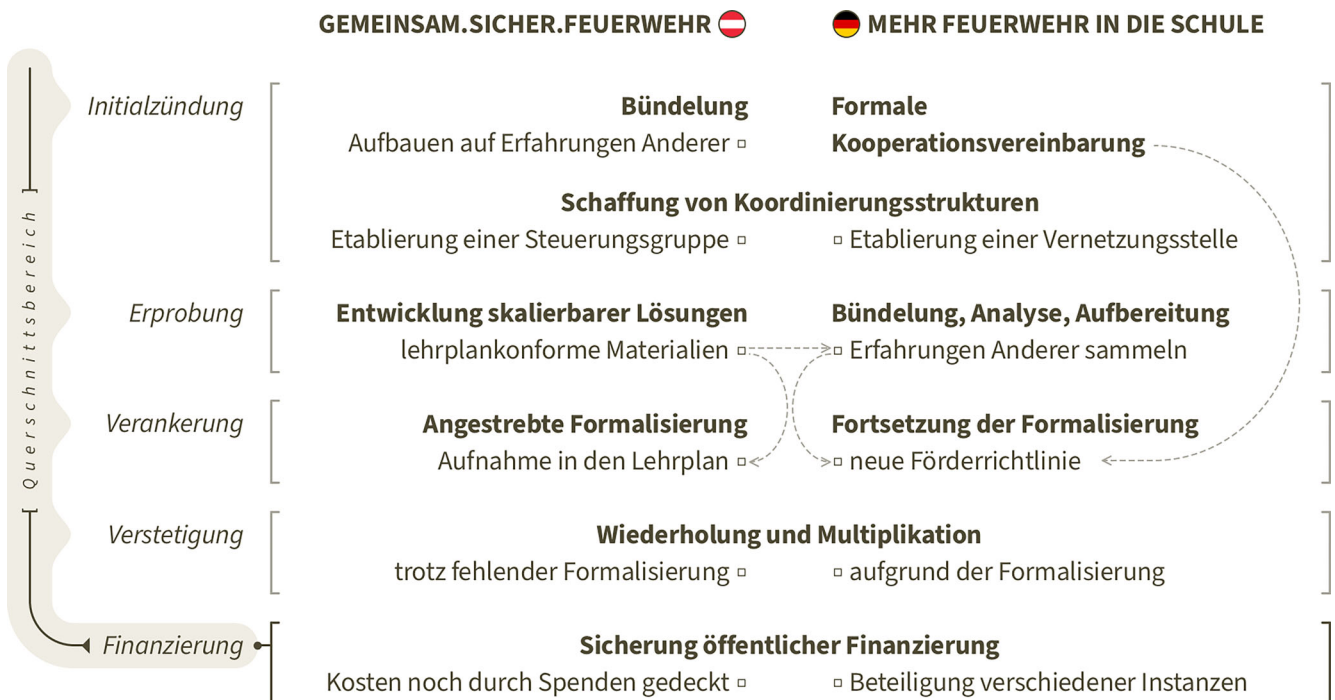 GEMEINSAM.SICHER.FEUERWEHR
MEHR FEUERWEHR IN DIE SCHULE
[ Querschnittsbereich ]
Initialzündung
Bündelung
Aufbauen auf Erfahrungen Anderer
Formale
Kooperationsvereinbarung
Schaffung von Koordinierungsstrukturen
Etablierung einer Steuerungsgruppe
Etablierung einer Vernetzungsstelle
Erprobung
Entwicklung skalierbarer Lösungen
lehrplankonforme Materialien
Bündelung, Analyse, Aufbereitung
Erfahrungen Anderer sammeln
Verankerung
Angestrebte Formalisierung
Aufnahme in den Lehrplan
Fortsetzung der Formalisierung
neue Förderrichtlinie
Verstetigung
Wiederholung und Multiplikation
trotz fehlender Formalisierung
aufgrund der Formalisierung
Finanzierung
Sicherung öffentlicher Finanzierung
Kosten noch durch Spenden gedeckt
Beteiligung verschiedener Instanzen